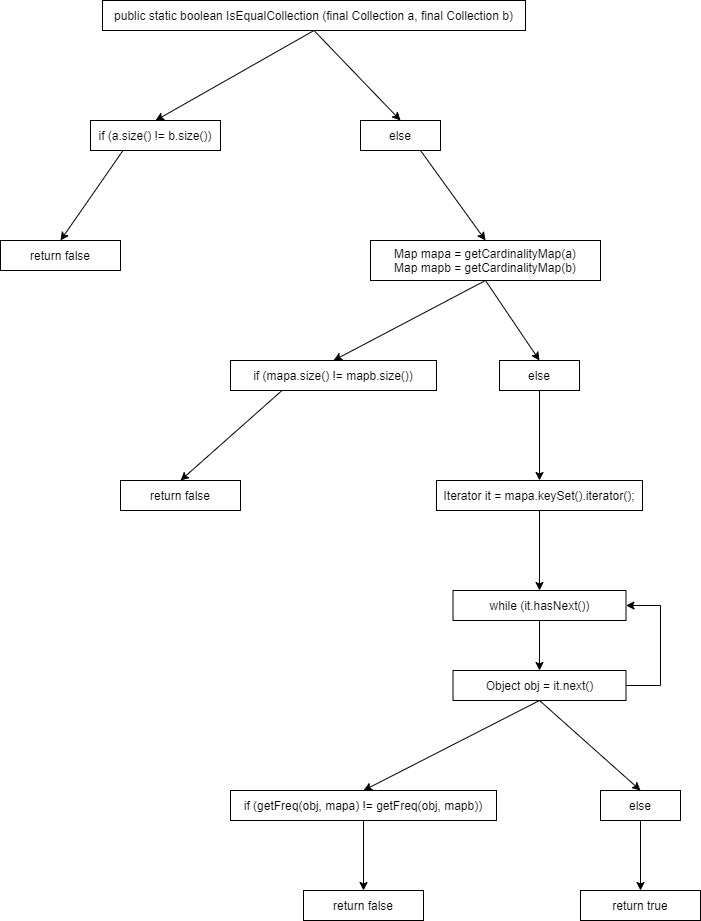 public static boolean IsEqualCollection (final Collection a, final Collection b)
if (a.size() != b.size())
else
return false
Map mapa = getCardinalityMap(a)
Map mapb = getCardinalityMap(b)
if (mapa.size() != mapb.size())
else
return false
Iterator it = mapa.keySet().iterator();
while (it.hasNext())
Object obj = it.next()
if (getFreq(obj, mapa) != getFreq(obj, mapb))
else
return false
return true